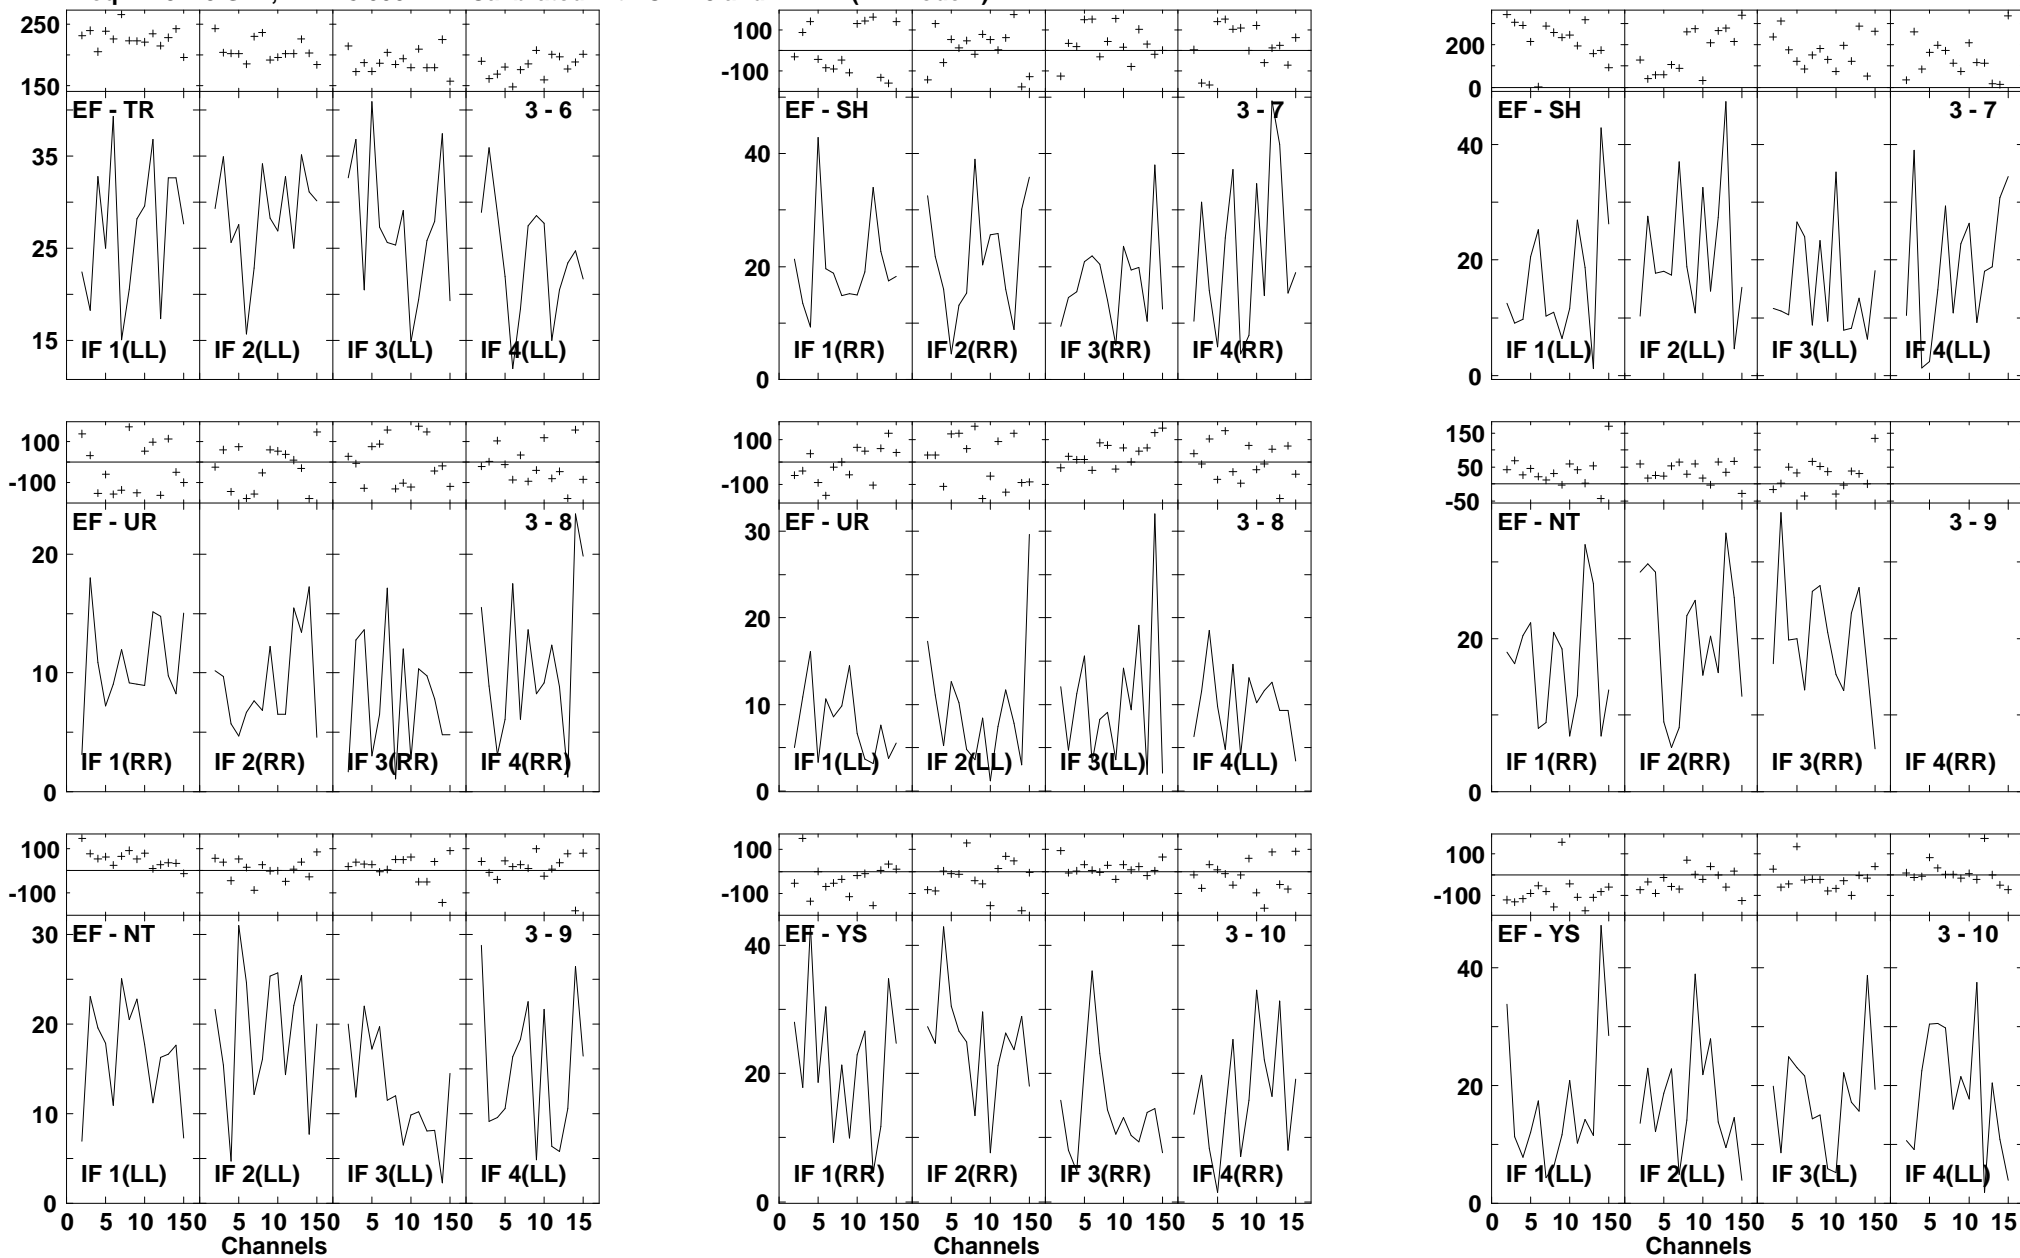 250
150
EF - TR 3 - 6
35
25
15
IF 1(LL) IF 2(LL) IF 3(LL) IF 4(LL)
100
-100
EF - SH 3 - 7
40
20
0
IF 1(RR) IF 2(RR) IF 3(RR) IF 4(RR)
200
0
EF - SH 3 - 7
40
20
0
IF 1(LL) IF 2(LL) IF 3(LL) IF 4(LL)
100
-100
EF - UR 3 - 8
20
10
0
IF 1(RR) IF 2(RR) IF 3(RR) IF 4(RR)
100
-100
EF - UR 3 - 8
30
20
10
0
IF 1(LL) IF 2(LL) IF 3(LL) IF 4(LL)
150
50
-50
EF - NT 3 - 9
20
0
IF 1(RR) IF 2(RR) IF 3(RR) IF 4(RR)
100
-100
EF - NT 3 - 9
30
20
10
0
IF 1(LL) IF 2(LL) IF 3(LL) IF 4(LL)
0 5 10 150 5 10 150 5 10 150 5 10 15
Channels
100
-100
EF - YS 3 - 10
40
20
0
IF 1(RR) IF 2(RR) IF 3(RR) IF 4(RR)
0 5 10 150 5 10 150 5 10 150 5 10 15
Channels
100
-100
EF - YS 3 - 10
40
20
0
IF 1(LL) IF 2(LL) IF 3(LL) IF 4(LL)
0 5 10 150 5 10 150 5 10 150 5 10 15
Channels